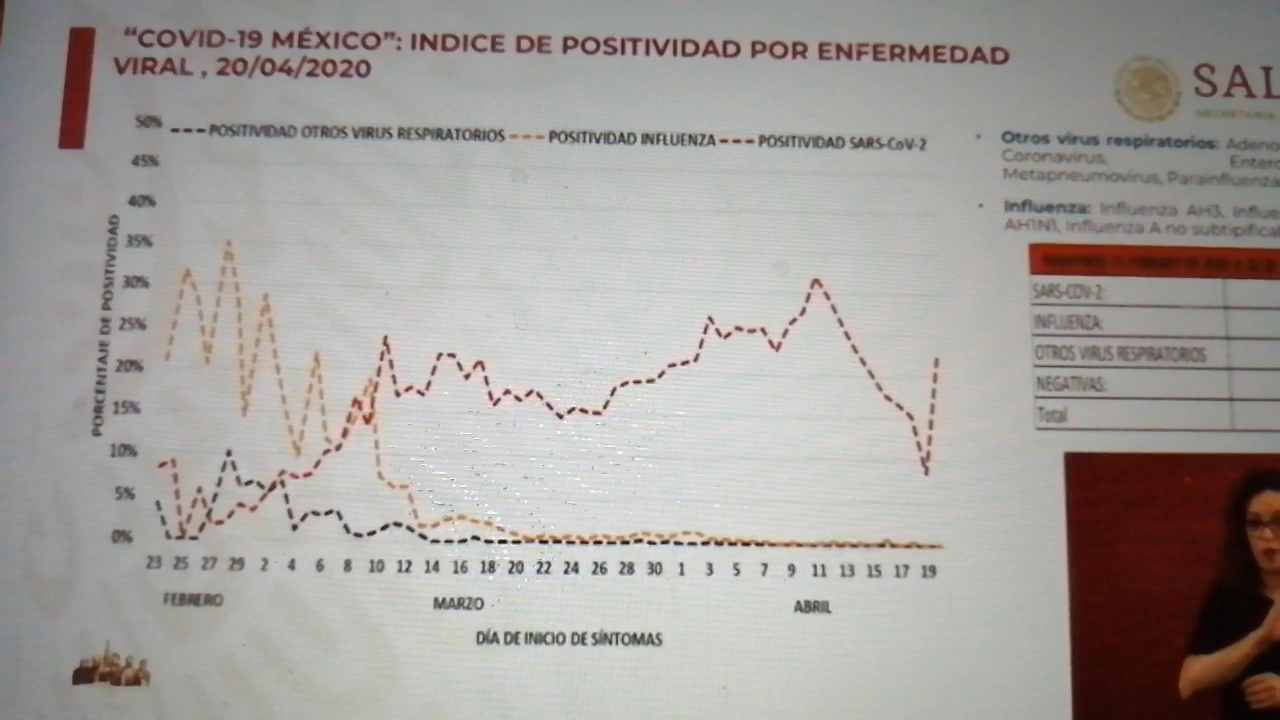 “COVID-19 MÉXICO”: INDICE DE POSITIVIDAD POR ENFERMEDAD
VIRAL , 20/04/2020
SAL
POSITIVIDAD OTROS VIRUS RESPIRATORIOS POSITIVIDAD INFLUENZA POSITIVIDAD SARS-CoV-2
PORCENTAJE DE POSITIVIDAD
50%
45%
40%
35%
30%
25%
20%
15%
10%
5%
0%
23 25 27 29 2 4 6 8 10 12 14 16 18 20 22 24 26 28 30 1 3 5 7 9 11 13 15 17 19
FEBRERO MARZO ABRIL
DÍA DE INICIO DE SÍNTOMAS
• Otros virus respiratorios: Adeno
Coronavirus, Entero
Metapneumovirus, Parainfluenza
• Influenza: Influenza AH3, Influe
AH1N1, Influenza A no subtipifical
SARS-COV-2:
INFLUENZA:
OTROS VIRUS RESPIRATORIOS
NEGATIVAS:
Total